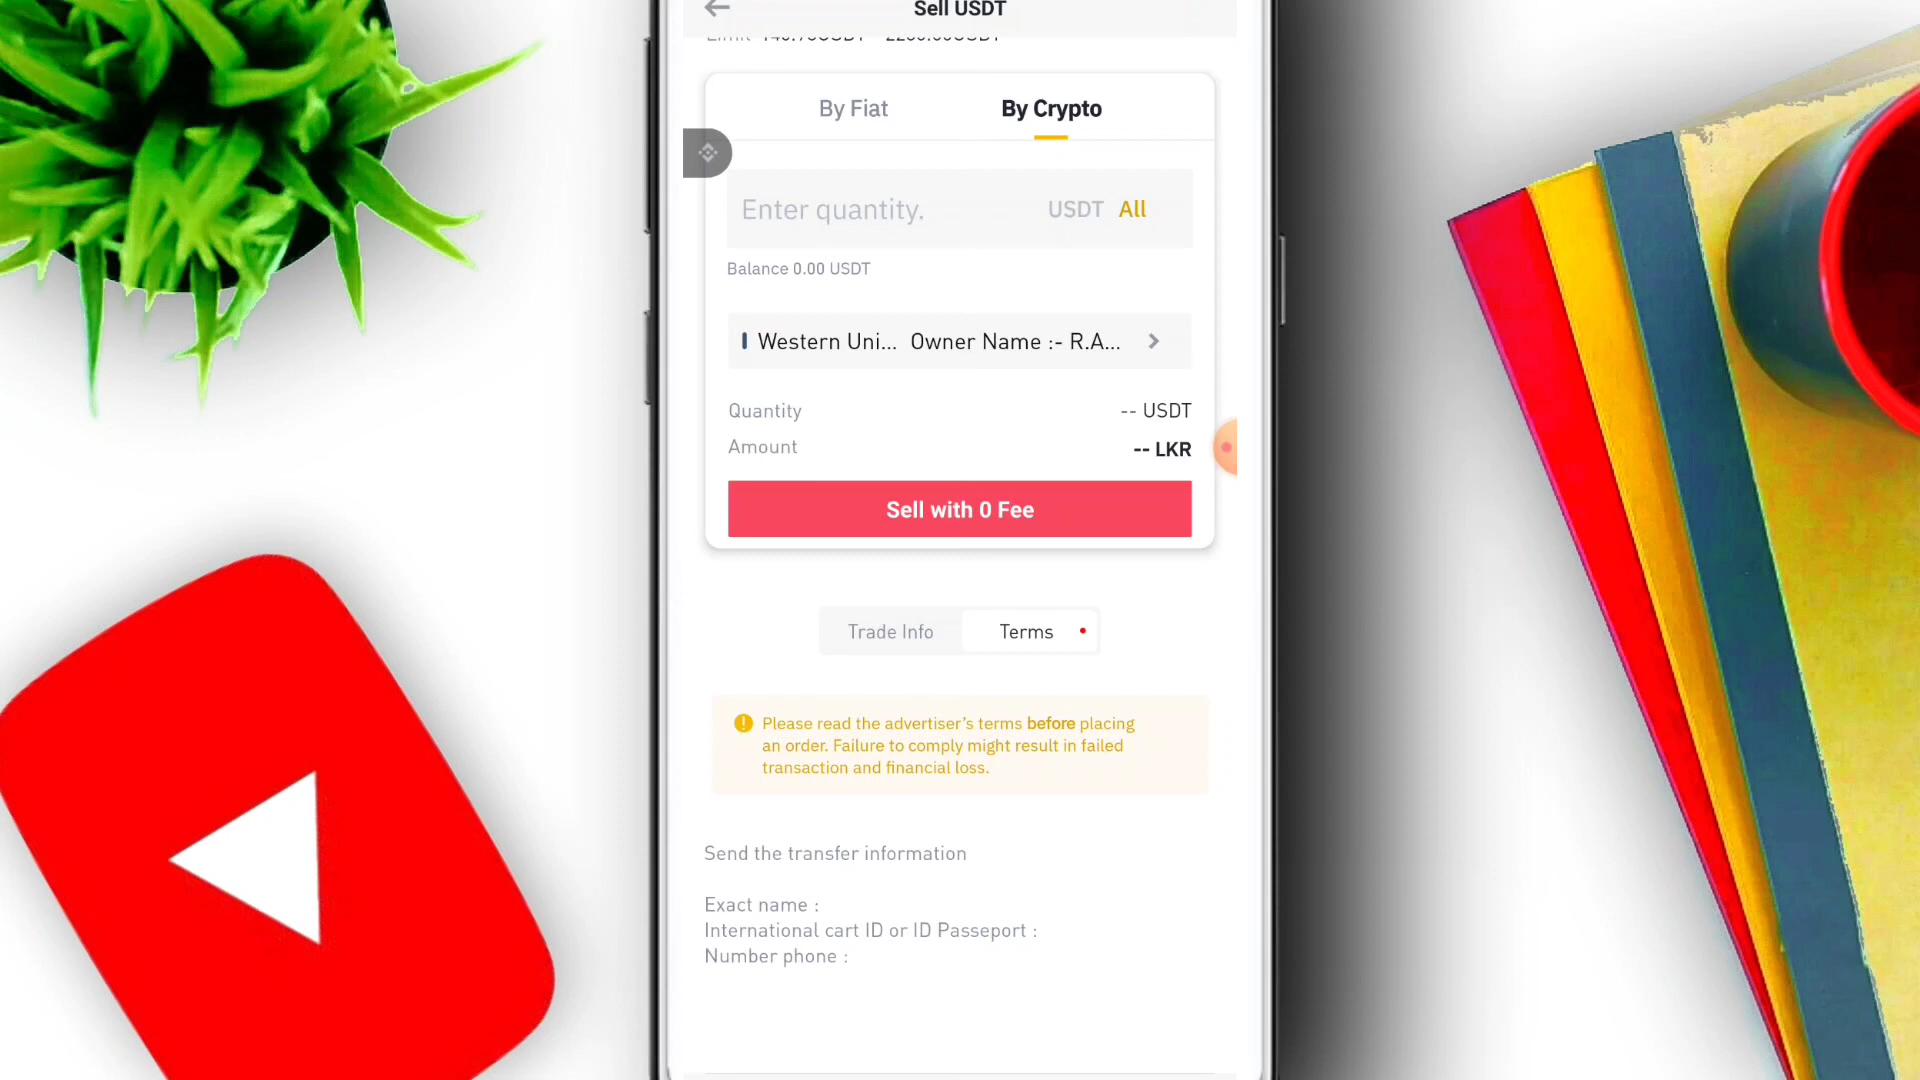 Sell USDT
By Fiat By Crypto
Enter quantity. USDT All
Balance 0.00 USDT
Western Uni... Owner Name :- R.A...
Quantity -- USDT
Amount -- LKR
Sell with 0 Fee
Trade Info Terms
Please read the advertiser's terms before placing
an order. Failure to comply might result in failed
transaction and financial loss.
Send the transfer information
Exact name :
International cart ID or ID Passeport :
Number phone :